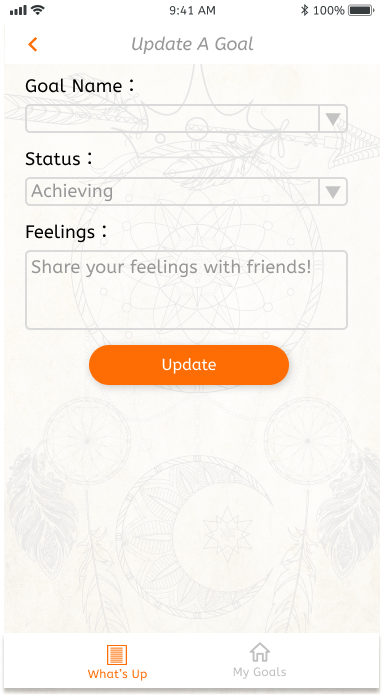 9:41 AM
100%
Update A Goal
Goal Name：
Status：
Achieving
Feelings：
Share your feelings with friends!
Update
What's Up
My Goals